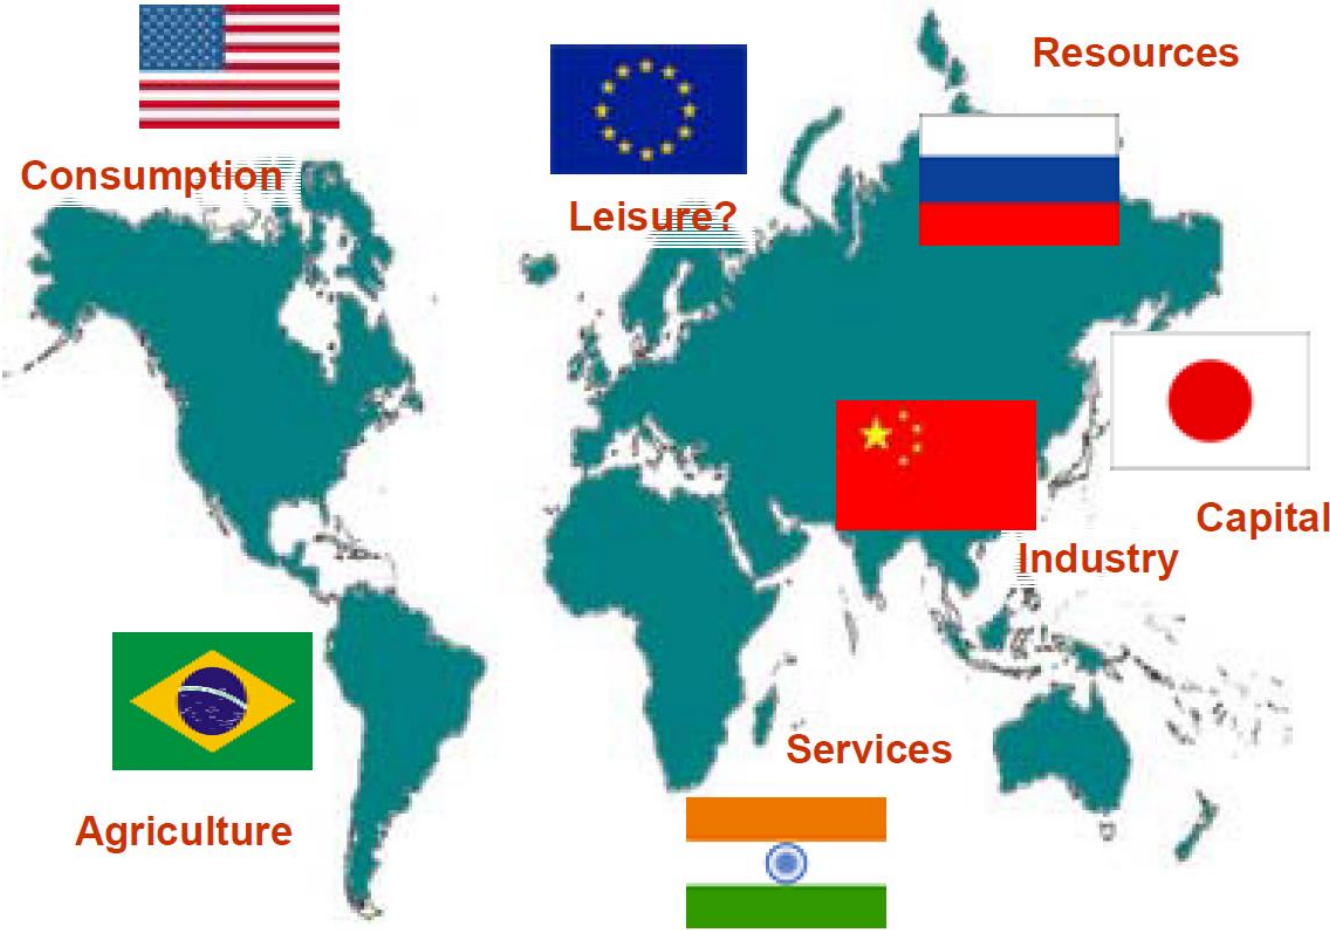 Resources
Consumption
Leisure?
Capital
Industry
Services
Agriculture